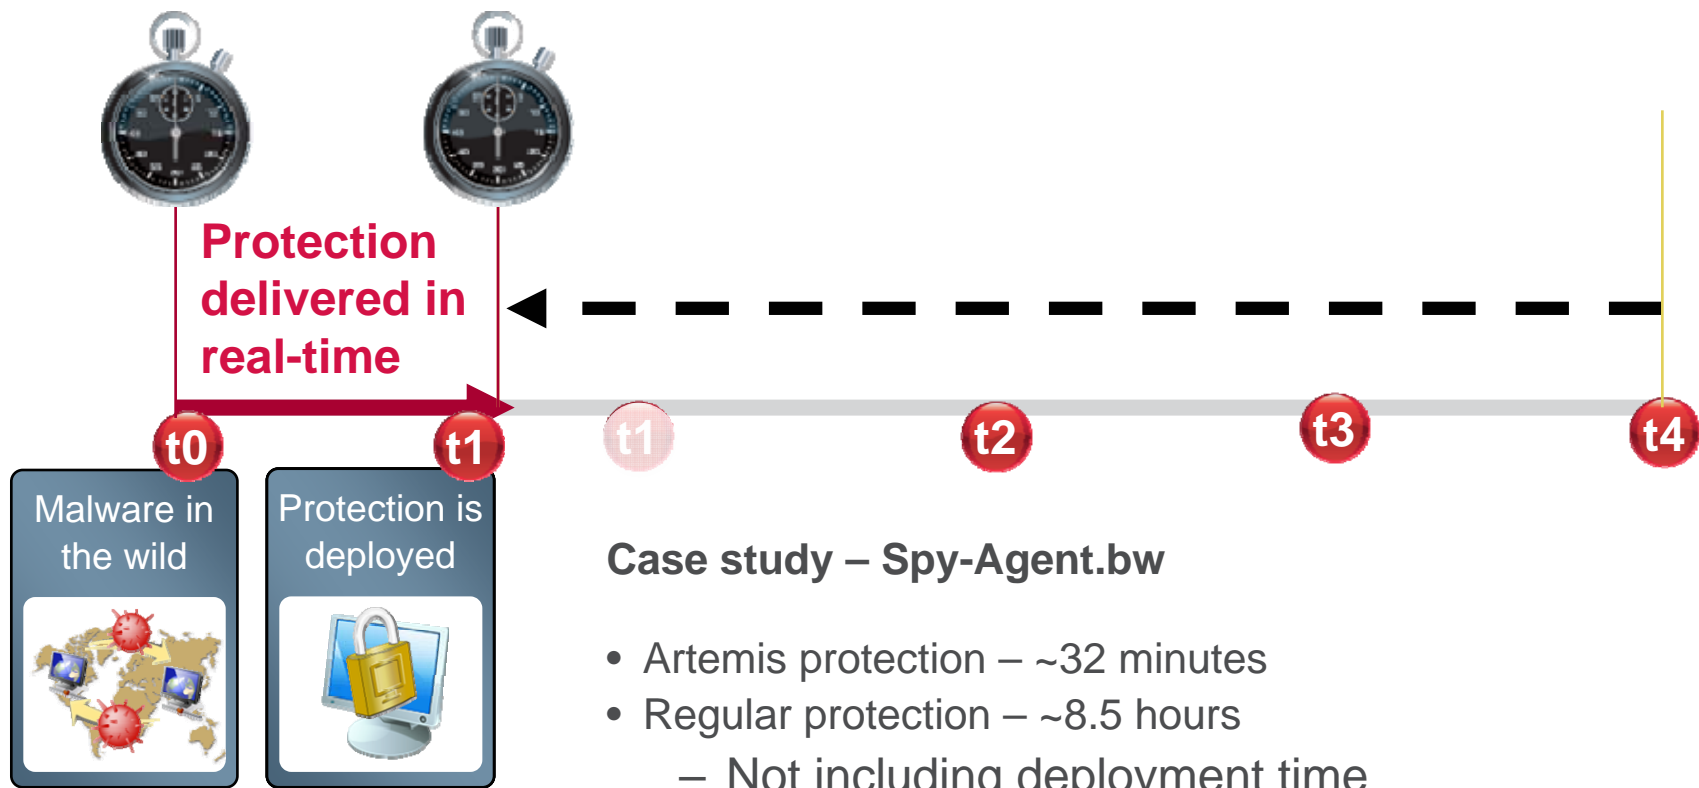 Protection
delivered in
real-time
t0
t1
t1
t2
t3
t4
Malware in
the wild
Protection is
deployed
Case study – Spy-Agent.bw
• Artemis protection – ~32 minutes
• Regular protection – ~8.5 hours
– Not including deployment time